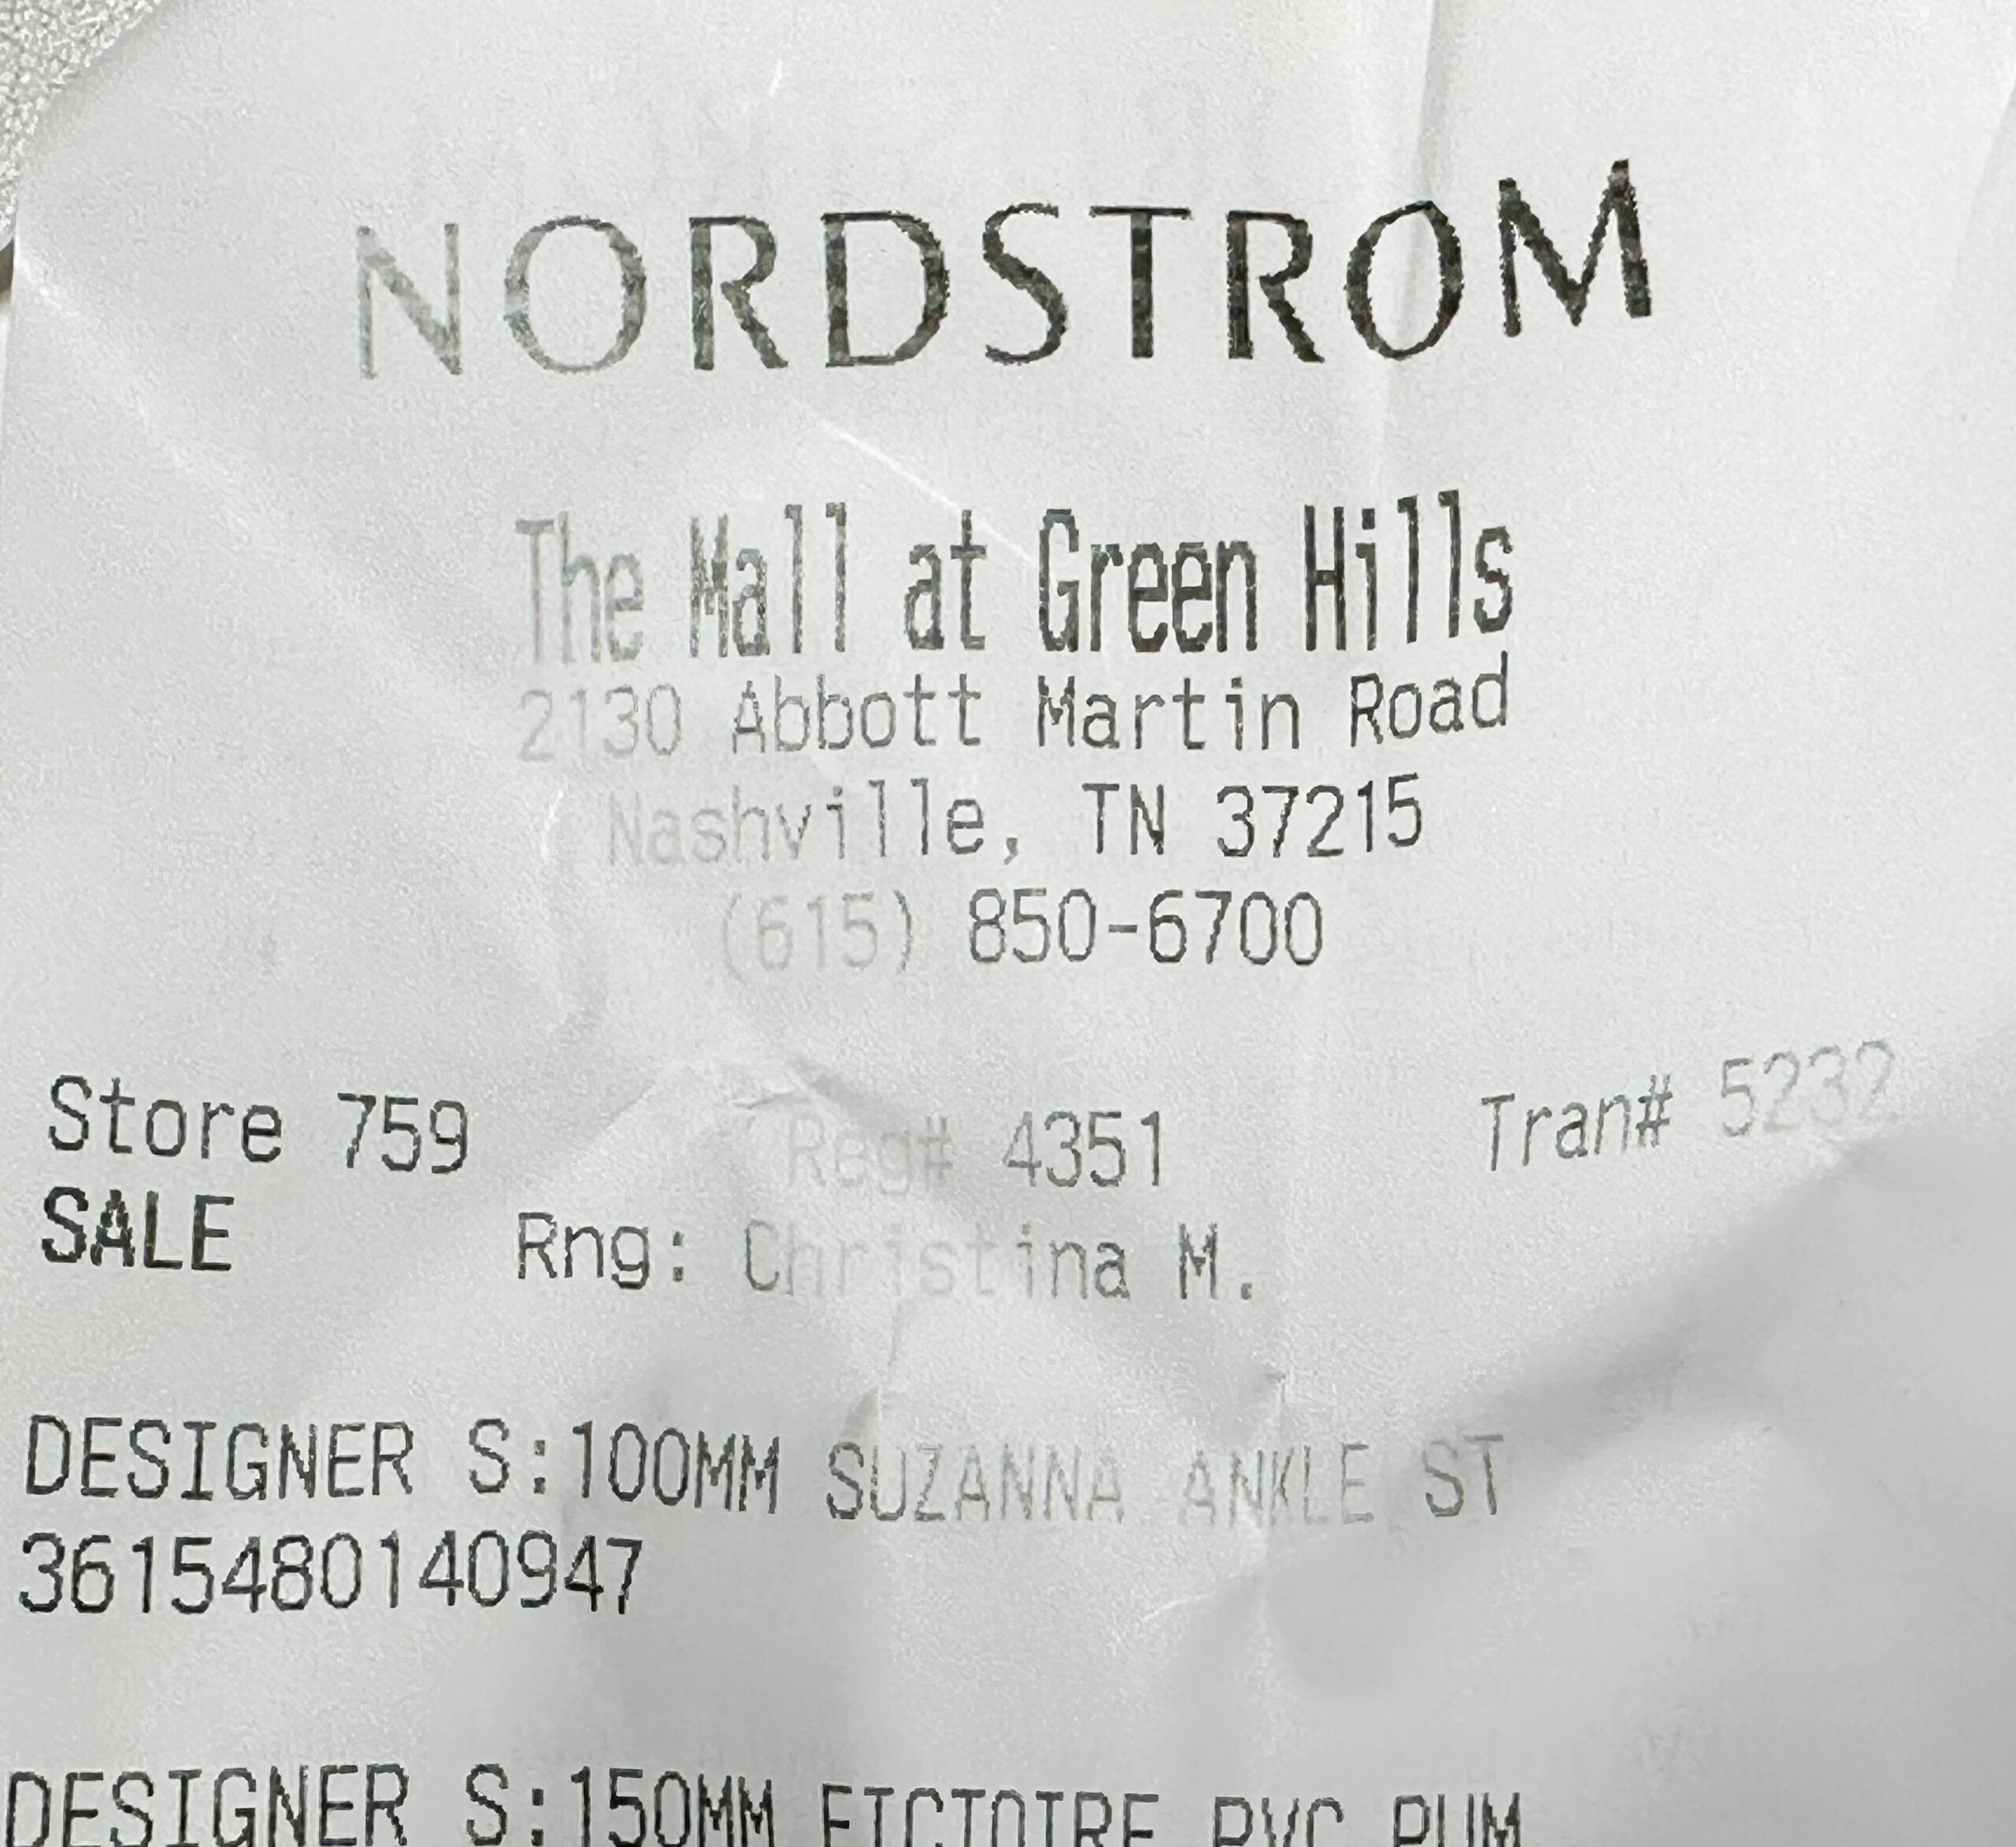 NORDSTROM
The Mall at Green Hills
2130 Abbott Martin Road
Nashville, TN 37215
(615) 850-6700
Store 759 Reg# 4351 Tran# 5232
SALE Rng: Christina M.
DESIGNER S:100MM SUZANNA ANKLE ST
3615480140947
DESIGNER S:150MM PVC PUM